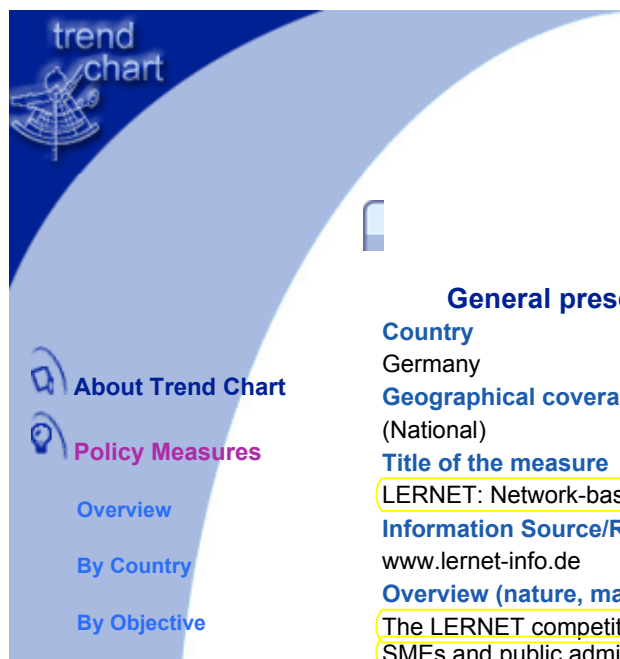 trend
chart
About Trend Chart
Policy Measures
Overview
By Country
By Objective
General pres
Country
Germany
Geographical covera
(National)
Title of the measure
LERNET: Network-bas
Information Source/R
www.lernet-info.de
Overview (nature, ma
The LERNET competit
SMEs and public admi